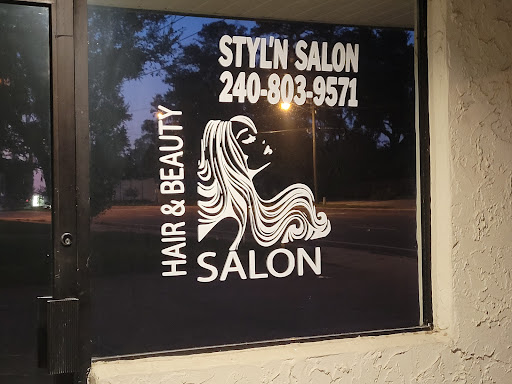 STYL'N SALON
240-803-9571
HAIR & BEAUTY
SALON